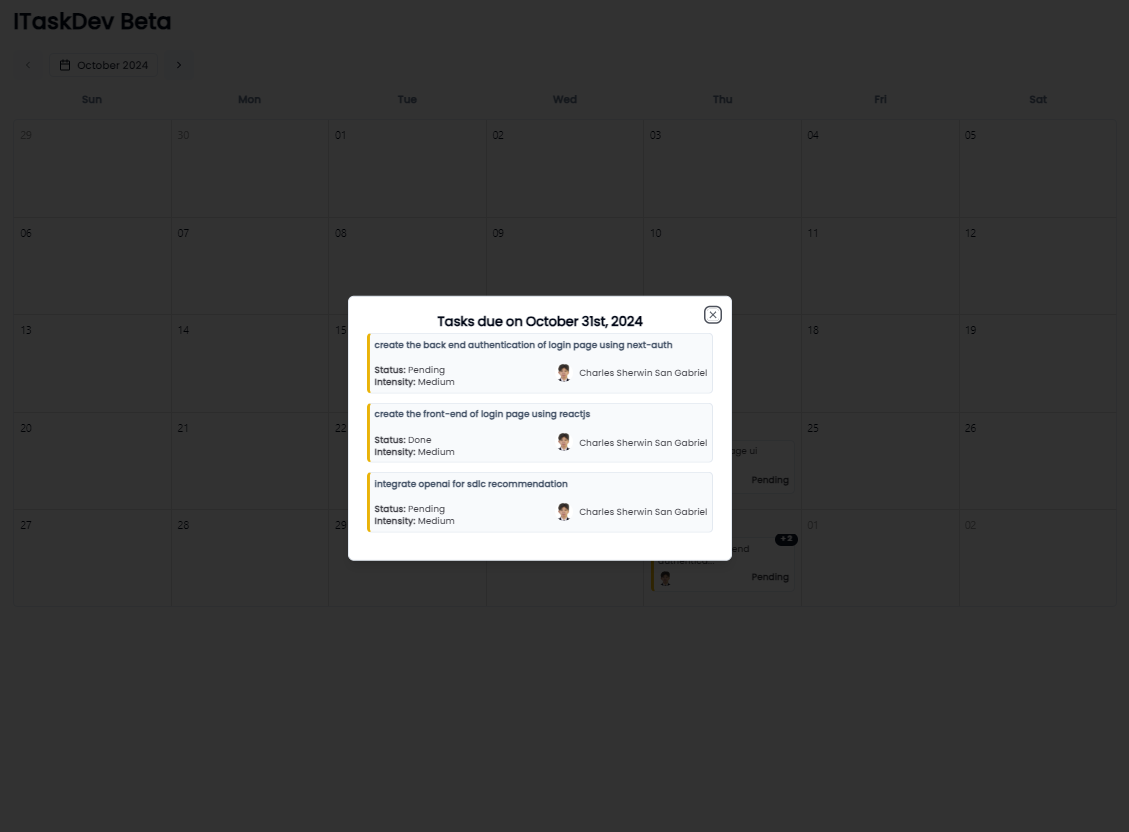 ITaskDev Beta
October 2024
Sun Mon Tue Wed Thu Fri Sat
29 30 01 02 03 04 05
06 07 08 09 10 11 12
Tasks due on October 31st, 2024
create the back end authentication of login page using next-auth
Status: Pending
Intensity: Medium
Charles Sherwin San Gabriel
create the front-end of login page using reactjs
Status: Done
Intensity: Medium
Charles Sherwin San Gabriel
integrate openai for sdlc recommendation
Status: Pending
Intensity: Medium
Charles Sherwin San Gabriel
13 14 15 18 19
20 21 22 25 26
ui
Pending
27 28 29 01 02
+2
end
authentica...
Pending